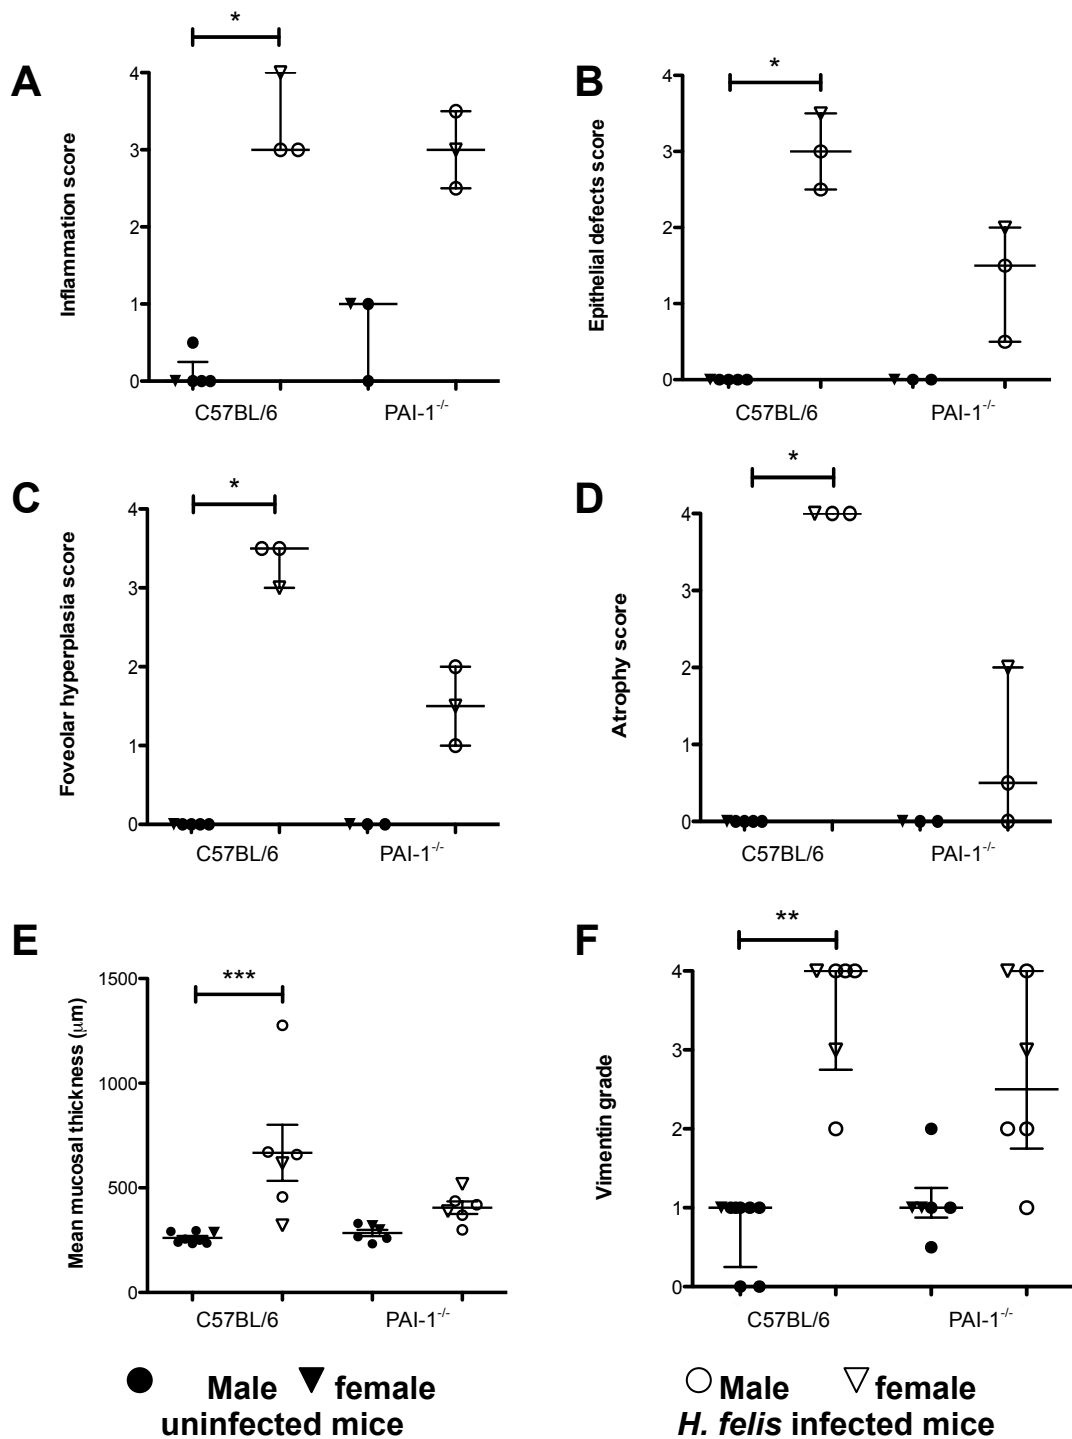 A
*
Inflammation score
4
3
2
1
0
C57BL/6
PAI-1-/-
B
*
Epithelial defects score
4
3
2
1
0
C57BL/6
PAI-1-/-
C
*
Foveolar hyperplasia score
4
3
2
1
0
C57BL/6
PAI-1-/-
D
*
Atrophy score
4
3
2
1
0
C57BL/6
PAI-1-/-
E
***
Mean mucosal thickness (μm)
1500
1000
500
0
C57BL/6
PAI-1-/-
F
**
Vimentin grade
4
3
2
1
0
C57BL/6
PAI-1-/-
Male female
uninfected mice
Male female
H. felis infected mice